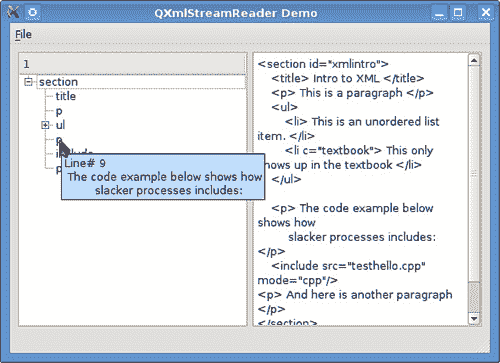 QXmlStreamReader Demo
File
1
section
title
p
ul
p
p
Line# 9
The code example below shows how
slacker processes includes:
<section id="xmlintro">
<title> Intro to XML </title>
<p> This is a paragraph </p>
<ul>
<li> This is an unordered list
item. </li>
<li c="textbook"> This only
shows up in the textbook </li>
</ul>
<p> The code example below
shows how
slacker processes includes:
</p>
<include src="testhello.cpp"
mode="cpp"/>
<p> And here is another paragraph
</p>
</section>